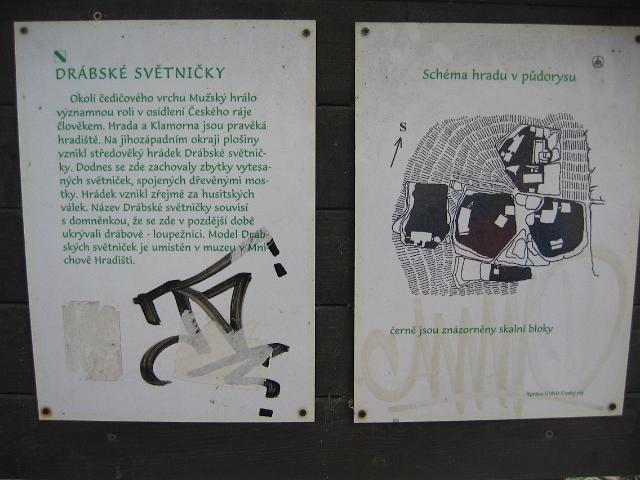 DRÁBSKÉ SVĚTNIČKY
Okolí čedičového vrchu Mužský hrálo
významnou roli v osídlení Českého ráje
člověkem. Hrada a Klamorna jsou pravěká
hradiště. Na jihozápadním okraji plošiny
vznikl středověký hrádek Drábské světnič-
ky. Dodnes se zde zachovaly zbytky vytesa-
ných světniček, spojených dřevěnými mos-
tky. Hrádek vznikl zřejmě za husitských
válek. Název Drábské světničky souvisí
s domněnkou, že se zde v pozdější době
ukrývali drábové - loupežníci. Model Dráb-
ských světniček je umístěn v muzeu v Mni-
chově Hradišti.
Schéma hradu v půdorysu
S
černě jsou znázorněny skalní bloky
Správa CHKO Český ráj